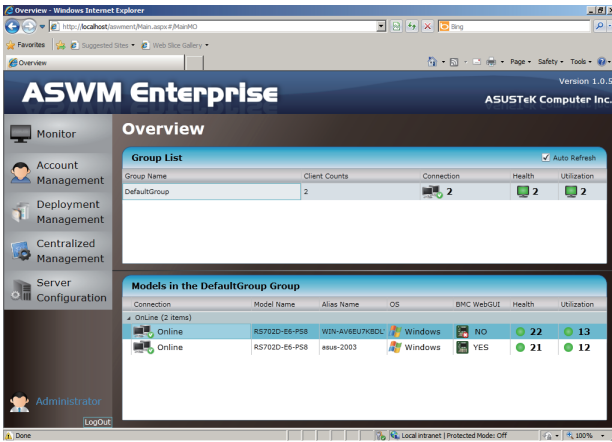 Overview - Windows Internet Explorer
http://localhost/aswment/Main.aspx#/MainMO
Bing
Favorites Suggested Sites Web Slice Gallery
Overview
Page Safety Tools
Version 1.0.5
ASWM Enterprise
ASUSTeK Computer Inc.
Monitor
Account Management
Deployment Management
Centralized Management
Server Configuration
Administrator
LogOut
Overview
Group List Auto Refresh
Group Name Client Counts Connection Health Utilization
DefaultGroup 2 2 2 2
Models in the DefaultGroup Group
Connection Model Name Alias Name OS BMC WebGUI Health Utilization
OnLine (2 items)
Online RS702D-E6-PS8 WIN-AV6EU7KBDL Windows NO 22 13
Online RS702D-E6-PS8 asus-2003 Windows YES 21 12
Done Local intranet | Protected Mode: Off 100%